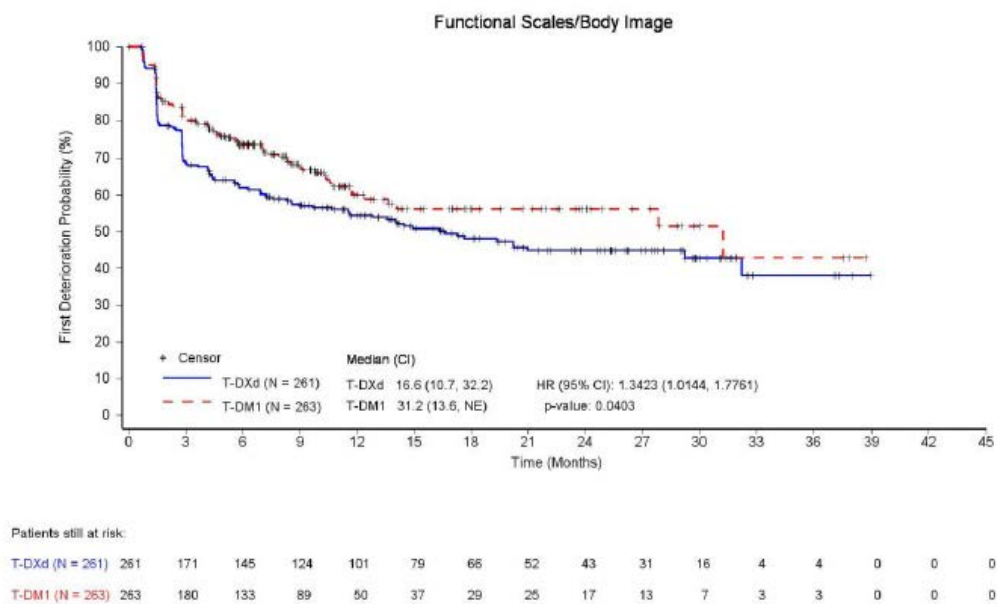 Functional Scales/Body Image
First Deterioration Probability (%)
100
90
80
70
60
50
40
30
20
10
0
+ Censor
Median (CI)
T-DXd (N = 261) T-DXd 16.6 (10.7, 32.2) HR (95% CI): 1.3423 (1.0144, 1.7761)
T-DM1 (N = 263) T-DM1 31.2 (13.6, NE) p-value: 0.0403
0 3 6 9 12 15 18 21 24 27 30 33 36 39 42 45
Time (Months)
Patients still at risk:
T-DXd (N = 261) 261 171 145 124 101 79 66 52 43 31 16 4 4 0 0 0
T-DM1 (N = 263) 263 180 133 89 50 37 29 25 17 13 7 3 3 0 0 0